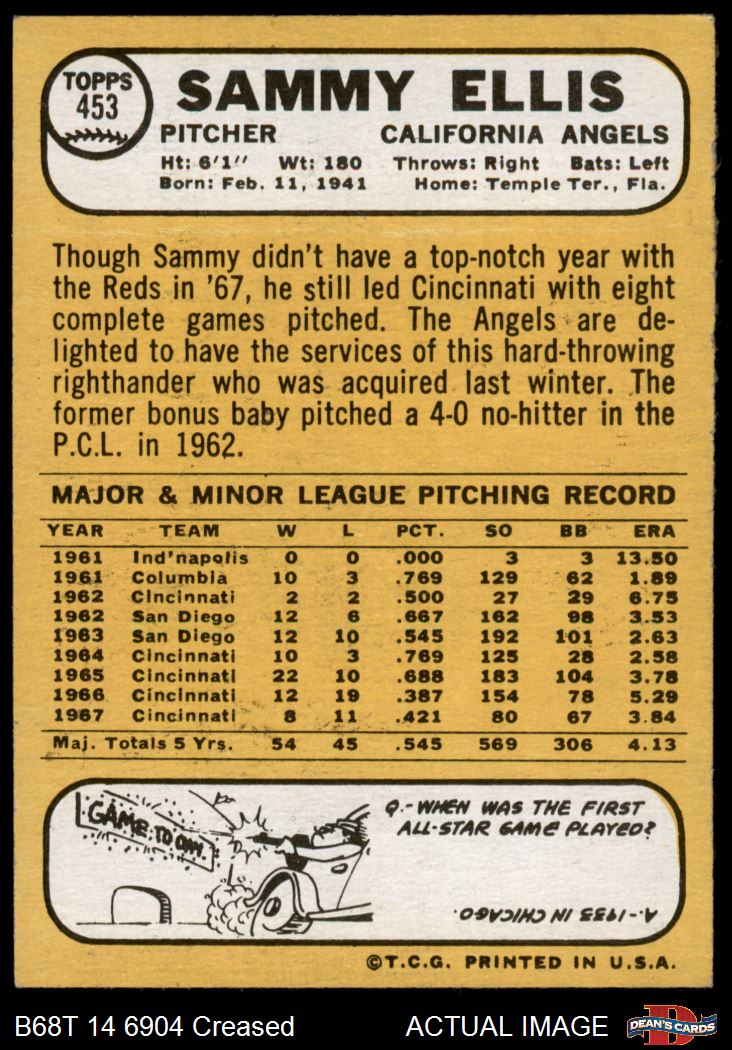 TOPPS
453
SAMMY ELLIS
PITCHER CALIFORNIA ANGELS
Ht: 6'1" Wt: 180 Throws: Right Bats: Left
Born: Feb. 11, 1941 Home: Temple Ter., Fla.
Though Sammy didn't have a top-notch year with
the Reds in '67, he still led Cincinnati with eight
complete games pitched. The Angels are de-
lighted to have the services of this hard-throwing
righthander who was acquired last winter. The
former bonus baby pitched a 4-0 no-hitter in the
P.C.L. in 1962.
MAJOR & MINOR LEAGUE PITCHING RECORD
YEAR TEAM W L PCT. SO BB ERA
1961 Ind'napolis 0 0 .000 3 3 13.50
1961 Columbia 10 3 .769 129 62 1.89
1962 Cincinnati 2 2 .500 27 29 6.75
1962 San Diego 12 6 .667 162 98 3.53
1963 San Diego 12 10 .545 192 101 2.63
1964 Cincinnati 10 3 .769 125 28 2.58
1965 Cincinnati 22 10 .688 183 104 3.78
1966 Cincinnati 12 19 .387 154 78 5.29
1967 Cincinnati 8 11 .421 80 67 3.84
Maj. Totals 5 Yrs. 54 45 .545 569 306 4.13
GAME TODAY
Q.-WHEN WAS THE FIRST
ALL-STAR GAME PLAYED?
A.-1933 IN CHICAGO.
©T.C.G. PRINTED IN U.S.A.
B68T 14 6904 Creased ACTUAL IMAGE
DEAN'S CARDS